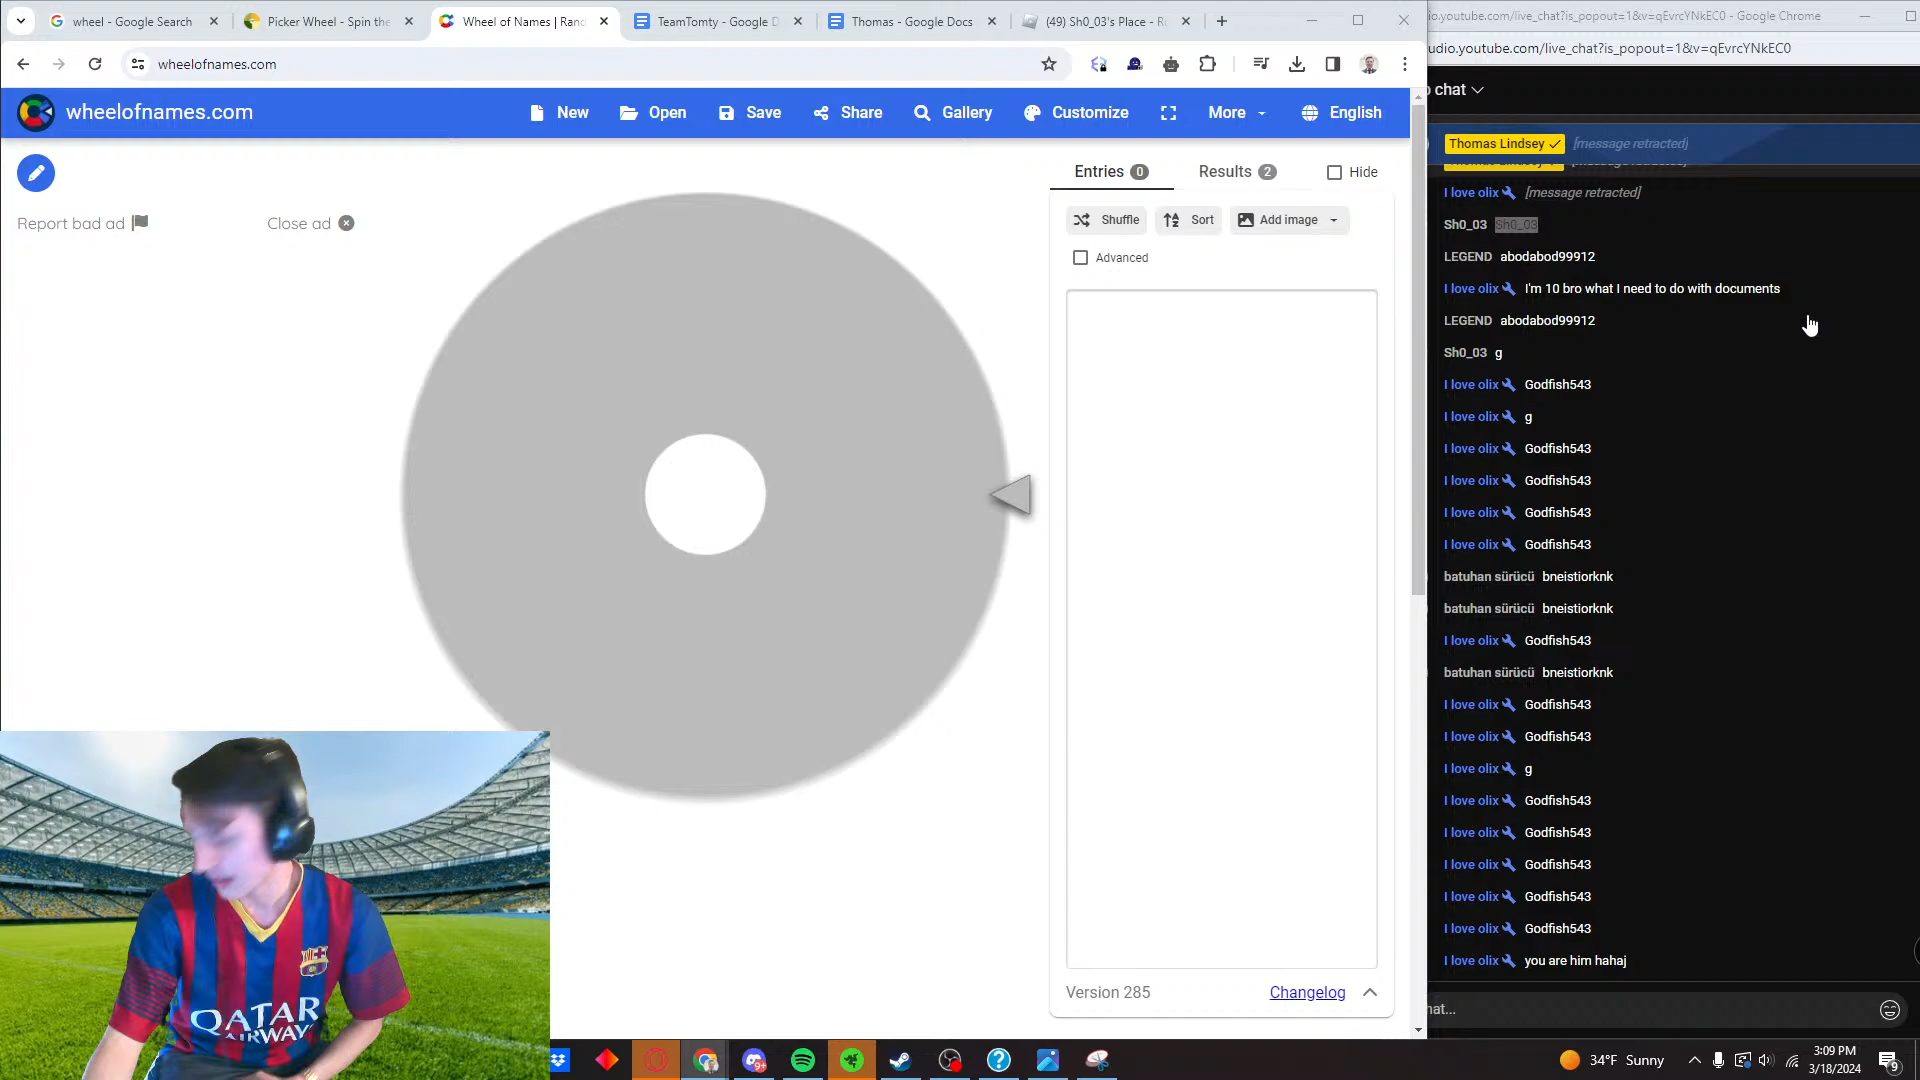 wheel - Google Search
Picker Wheel - Spin the
Wheel of Names | Rand
TeamTomty - Google D
Thomas - Google Docs
(49) Sh0_03's Place - Ro
wheelofnames.com
wheelofnames.com
New
Open
Save
Share
Gallery
Customize
More
English
Report bad ad
Close ad
Entries 0
Results 2
Hide
Shuffle
Sort
Add image
Advanced
Version 285
Changelog
QATAR
AIRWAY
io.youtube.com/live_chat?is_popout=1&v=qEvrcYNkEC0 - Google Chrome
udio.youtube.com/live_chat?is_popout=1&v=qEvrcYNkEC0
chat
Thomas Lindsey [message retracted]
I love olix [message retracted]
Sh0_03 Sh0_03
LEGEND abodabod99912
I love olix I'm 10 bro what I need to do with documents
LEGEND abodabod99912
Sh0_03 g
I love olix Godfish543
I love olix g
I love olix Godfish543
I love olix Godfish543
I love olix Godfish543
I love olix Godfish543
batuhan sürücü bneistiorknk
batuhan sürücü bneistiorknk
I love olix Godfish543
batuhan sürücü bneistiorknk
I love olix Godfish543
I love olix Godfish543
I love olix g
I love olix Godfish543
I love olix Godfish543
I love olix Godfish543
I love olix Godfish543
I love olix Godfish543
I love olix you are him hahaj
hat...
9+
34°F Sunny
3:09 PM
3/18/2024
9